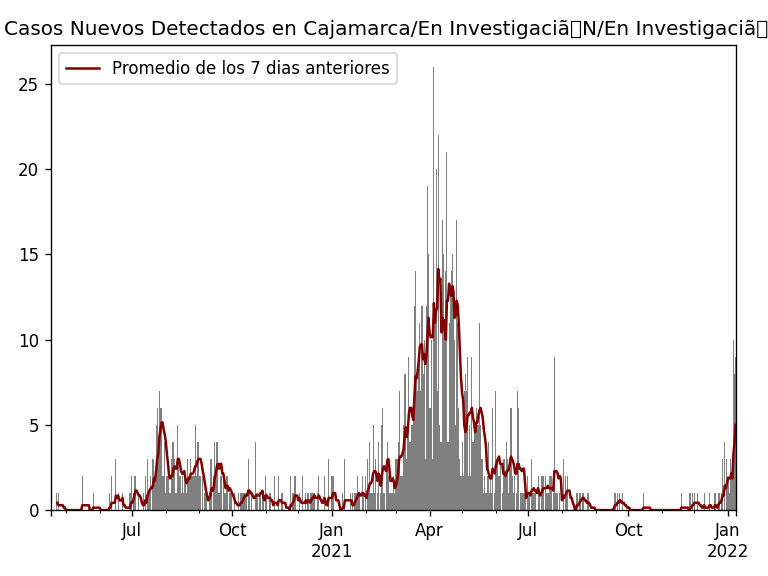 Casos Nuevos Detectados en Cajamarca/En Investigaciã▯N/En Investigaciã▯
Promedio de los 7 dias anteriores
25
20
15
10
5
0
Jul Oct Jan Apr Jul Oct Jan
2021 2022